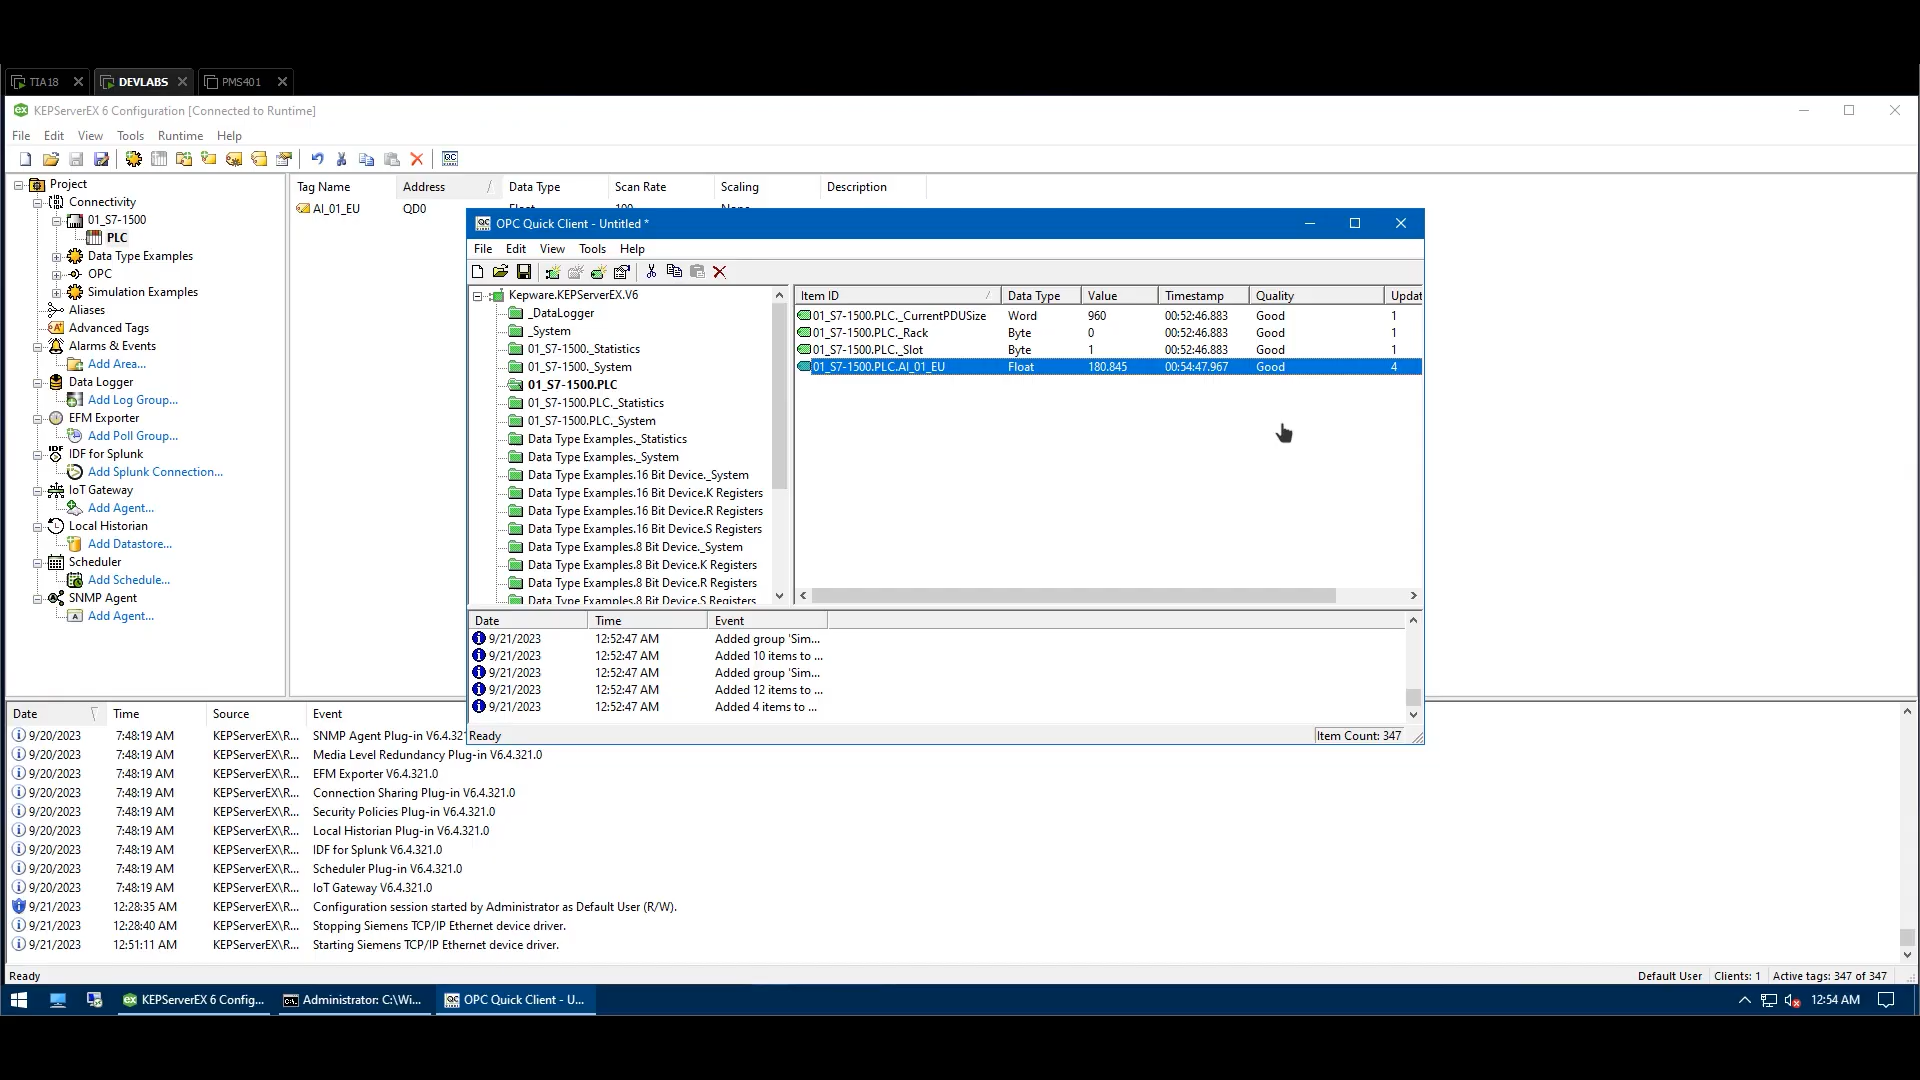 TIA18
DEVLABS
PMS401
KEPServerEX 6 Configuration [Connected to Runtime]
File Edit View Tools Runtime Help
Project
Connectivity
01_S7-1500
PLC
Data Type Examples
OPC
Simulation Examples
Aliases
Advanced Tags
Alarms & Events
Add Area...
Data Logger
Add Log Group...
EFM Exporter
Add Poll Group...
IDF for Splunk
Add Splunk Connection...
IoT Gateway
Add Agent...
Local Historian
Add Datastore...
Scheduler
Add Schedule...
SNMP Agent
Add Agent...
Tag Name Address Data Type Scan Rate Scaling Description
AI_01_EU QD0 Float 100 None
OPC Quick Client - Untitled *
File Edit View Tools Help
Kepware.KEPServerEX.V6
_DataLogger
_System
01_S7-1500._Statistics
01_S7-1500._System
01_S7-1500.PLC
01_S7-1500.PLC._Statistics
01_S7-1500.PLC._System
Data Type Examples._Statistics
Data Type Examples._System
Data Type Examples.16 Bit Device._System
Data Type Examples.16 Bit Device.K Registers
Data Type Examples.16 Bit Device.R Registers
Data Type Examples.16 Bit Device.S Registers
Data Type Examples.8 Bit Device._System
Data Type Examples.8 Bit Device.K Registers
Data Type Examples.8 Bit Device.R Registers
Data Type Examples.8 Bit Device.S Registers
Item ID Data Type Value Timestamp Quality Updat
01_S7-1500.PLC._CurrentPDUSize Word 960 00:52:46.883 Good 1
01_S7-1500.PLC._Rack Byte 0 00:52:46.883 Good 1
01_S7-1500.PLC._Slot Byte 1 00:52:46.883 Good 1
01_S7-1500.PLC.AI_01_EU Float 180.845 00:54:47.967 Good 4
Date Time Event
9/21/2023 12:52:47 AM Added group 'Sim...
9/21/2023 12:52:47 AM Added 10 items to ...
9/21/2023 12:52:47 AM Added group 'Sim...
9/21/2023 12:52:47 AM Added 12 items to ...
9/21/2023 12:52:47 AM Added 4 items to ...
Ready Item Count: 347
Date Time Source Event
9/20/2023 7:48:19 AM KEPServerEX\R... SNMP Agent Plug-in V6.4.32
9/20/2023 7:48:19 AM KEPServerEX\R... Media Level Redundancy Plug-in V6.4.321.0
9/20/2023 7:48:19 AM KEPServerEX\R... EFM Exporter V6.4.321.0
9/20/2023 7:48:19 AM KEPServerEX\R... Connection Sharing Plug-in V6.4.321.0
9/20/2023 7:48:19 AM KEPServerEX\R... Security Policies Plug-in V6.4.321.0
9/20/2023 7:48:19 AM KEPServerEX\R... Local Historian Plug-in V6.4.321.0
9/20/2023 7:48:19 AM KEPServerEX\R... IDF for Splunk V6.4.321.0
9/20/2023 7:48:19 AM KEPServerEX\R... Scheduler Plug-in V6.4.321.0
9/20/2023 7:48:19 AM KEPServerEX\R... IoT Gateway V6.4.321.0
9/21/2023 12:28:35 AM KEPServerEX\R... Configuration session started by Administrator as Default User (R/W).
9/21/2023 12:28:40 AM KEPServerEX\R... Stopping Siemens TCP/IP Ethernet device driver.
9/21/2023 12:51:11 AM KEPServerEX\R... Starting Siemens TCP/IP Ethernet device driver.
Ready Default User Clients: 1 Active tags: 347 of 347
KEPServerEX 6 Config... Administrator: C:\Wi... OPC Quick Client - U... 12:54 AM